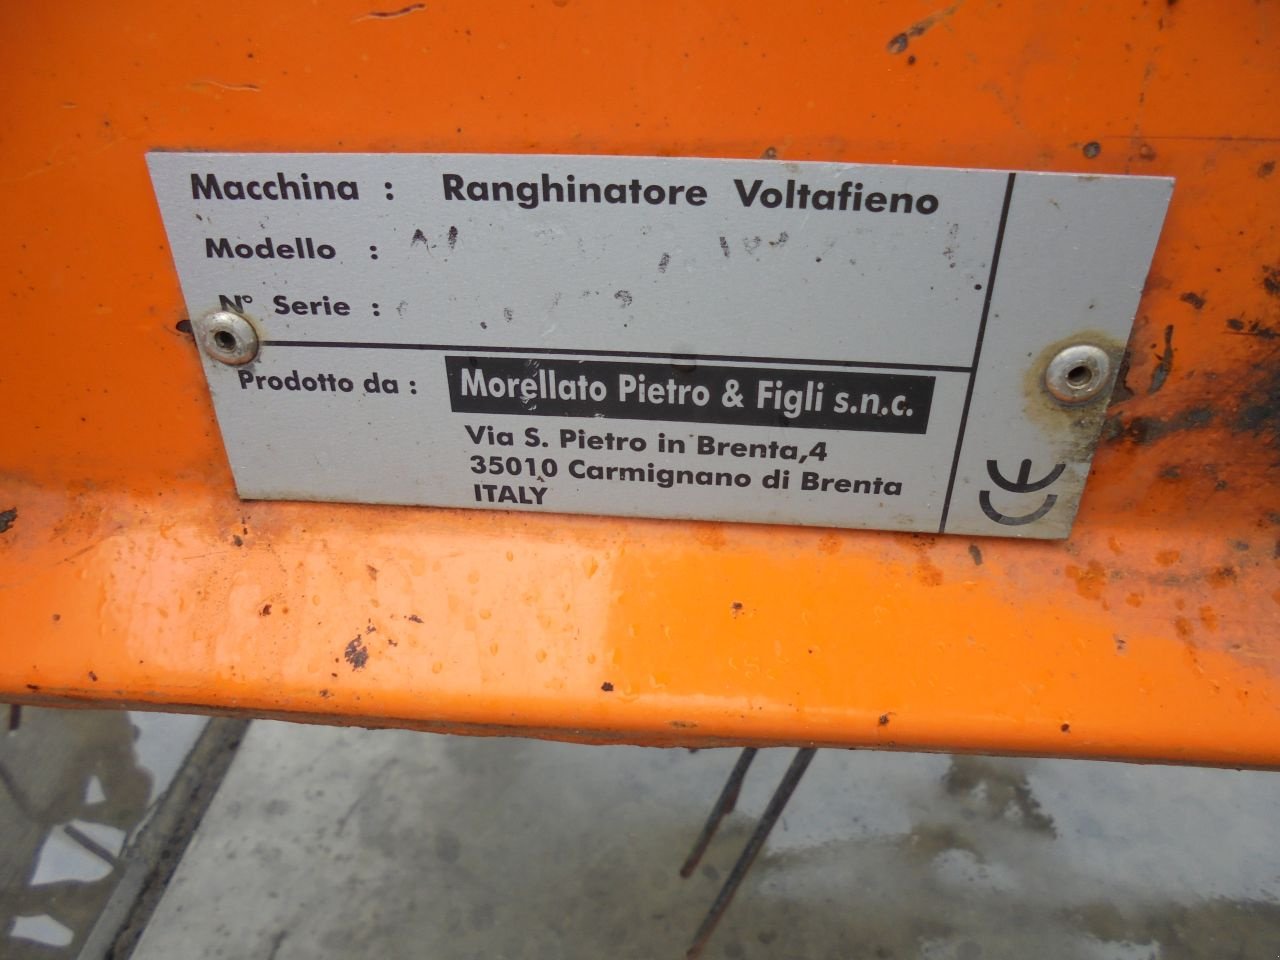 Macchina : Ranghinatore Voltafieno
Modello :
N° Serie :
Prodotto da : Morellato Pietro & Figli s.n.c.
Via S. Pietro in Brenta,4
35010 Carmignano di Brenta
ITALY
CE